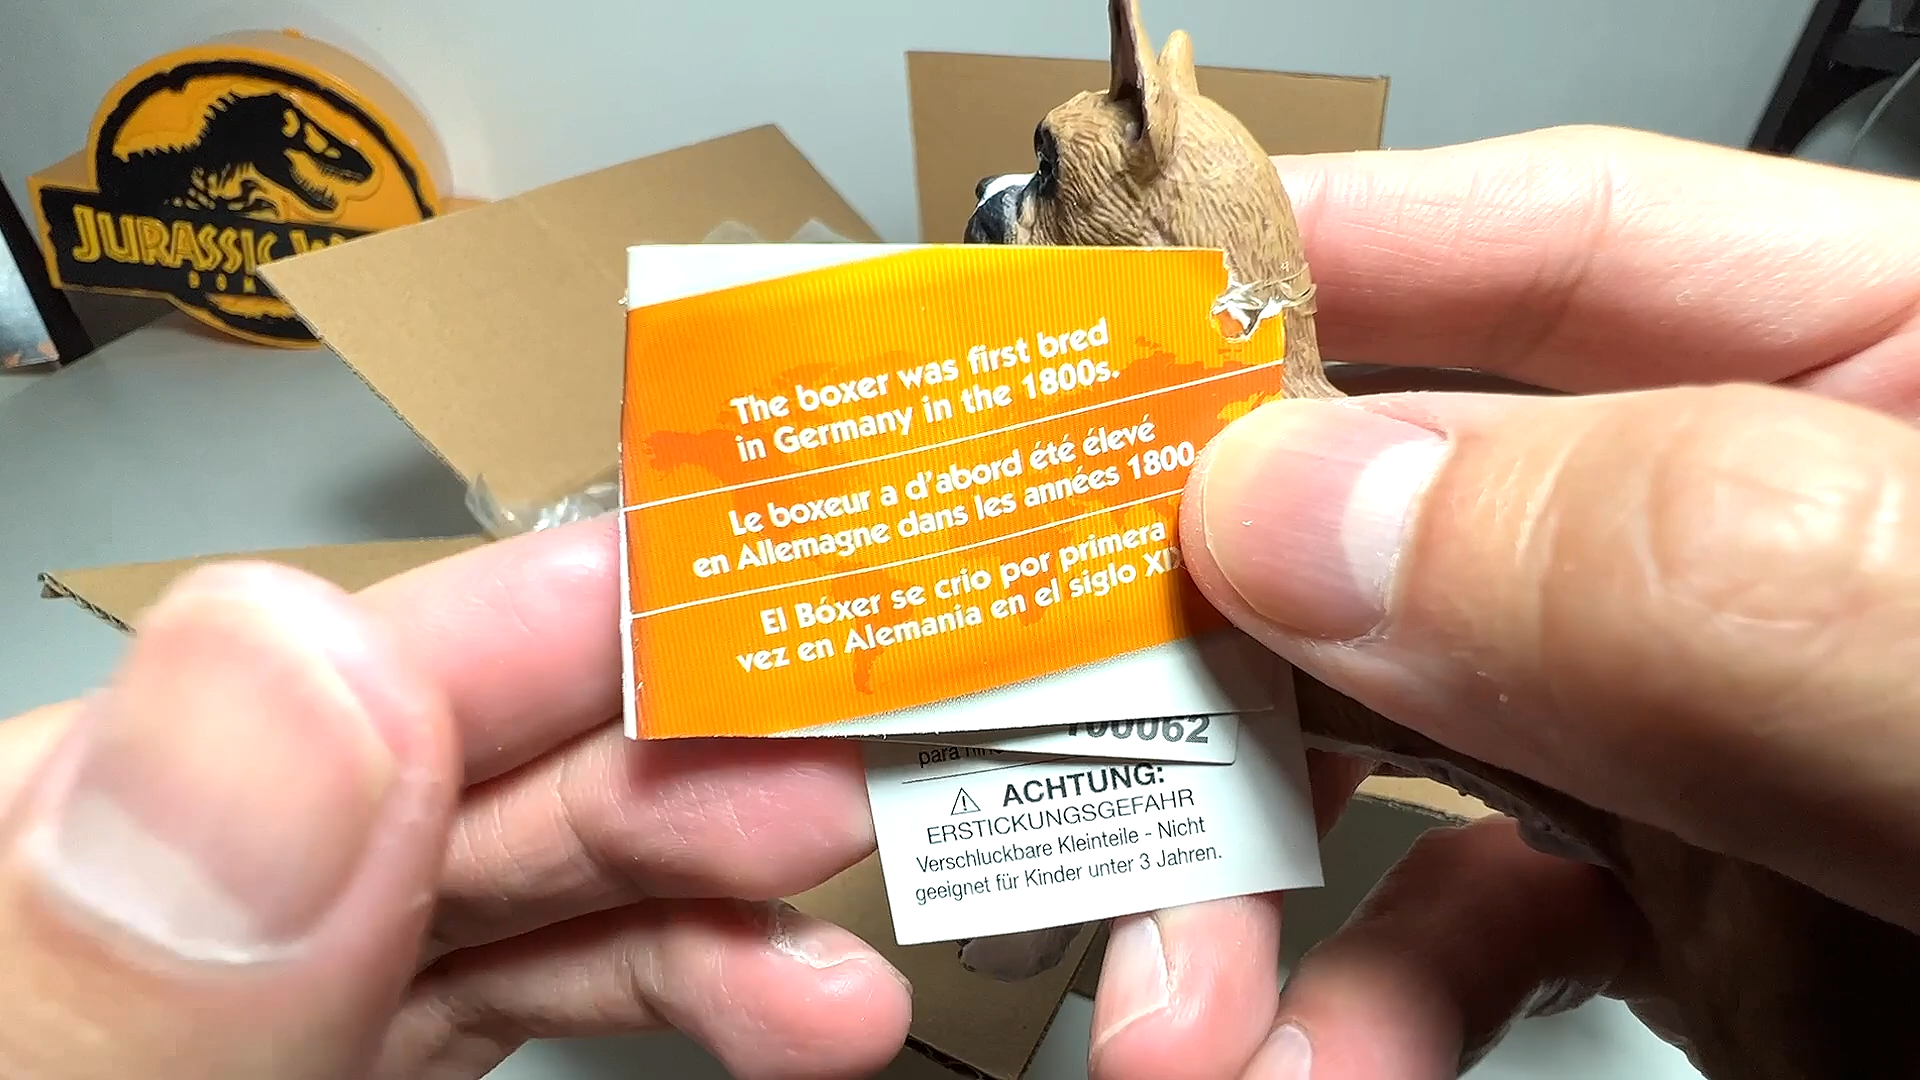 JURASSIC
The boxer was first bred
in Germany in the 1800s.
Le boxeur a d'abord été élevé
en Allemagne dans les années 1800
El Bóxer se crio por primera
vez en Alemania en el siglo
para
ACHTUNG:
ERSTICKUNGSGEFAHR
Verschluckbare Kleinteile - Nicht
geeignet für Kinder unter 3 Jahren.